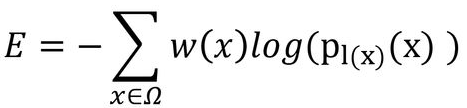 E = − ∑_{x∈Ω} w(x)log(p_{l(x)}(x) )